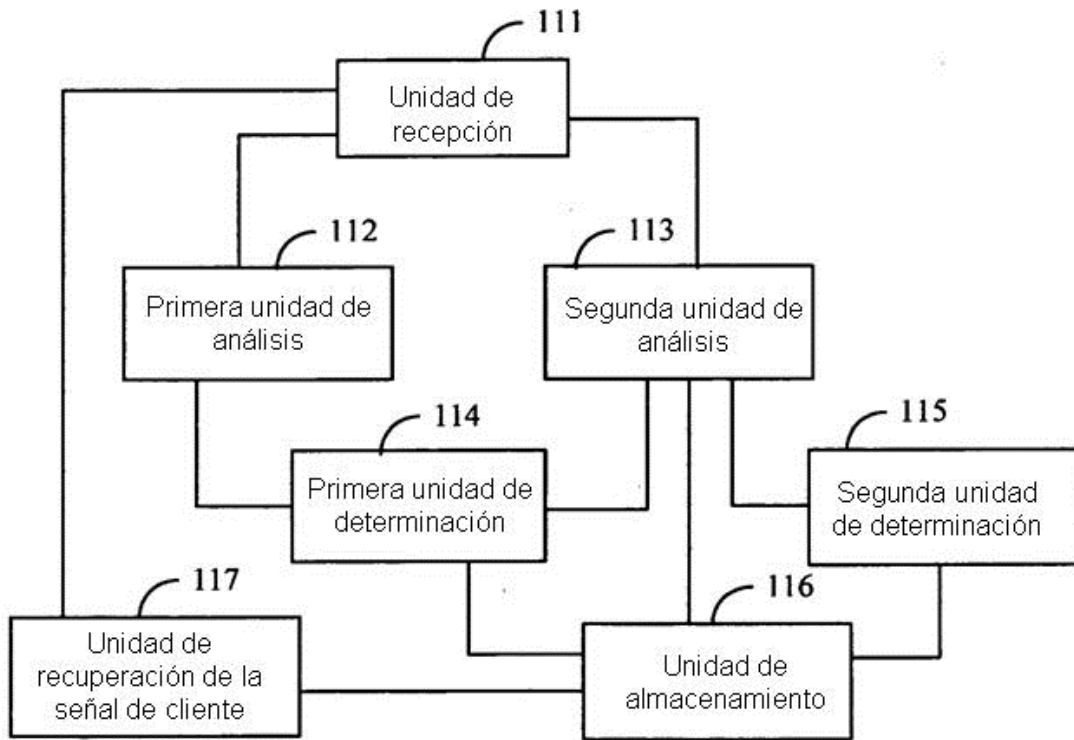 111
Unidad de
recepción
112
113
Primera unidad de
análisis
Segunda unidad de
análisis
114
115
Primera unidad de
determinación
Segunda unidad
de determinación
117
116
Unidad de
recuperación de la
señal de cliente
Unidad de
almacenamiento